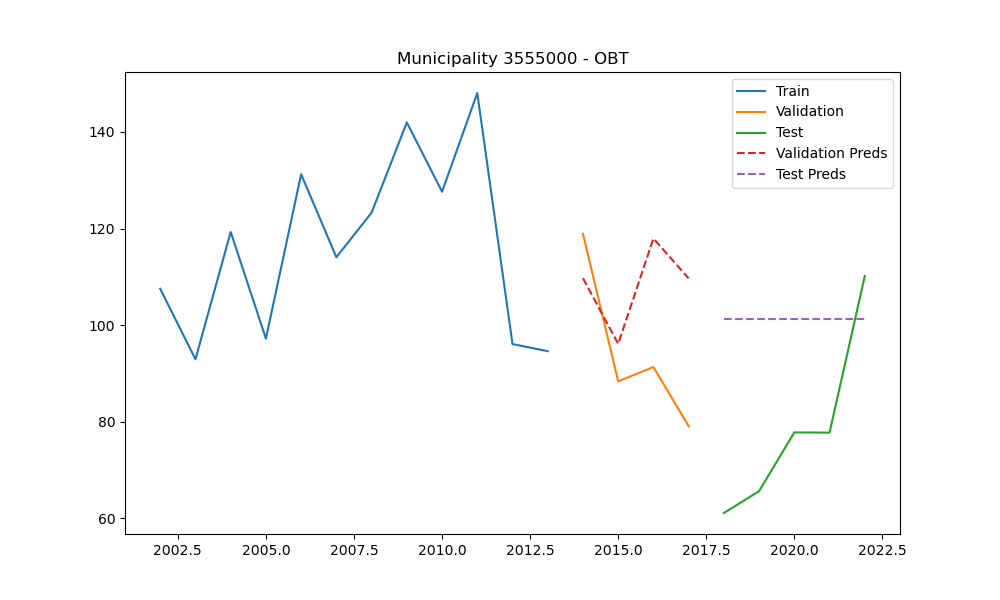 Municipality 3555000 - OBT
Train
Validation
Test
Validation Preds
Test Preds
140
120
100
80
60
2002.5 2005.0 2007.5 2010.0 2012.5 2015.0 2017.5 2020.0 2022.5